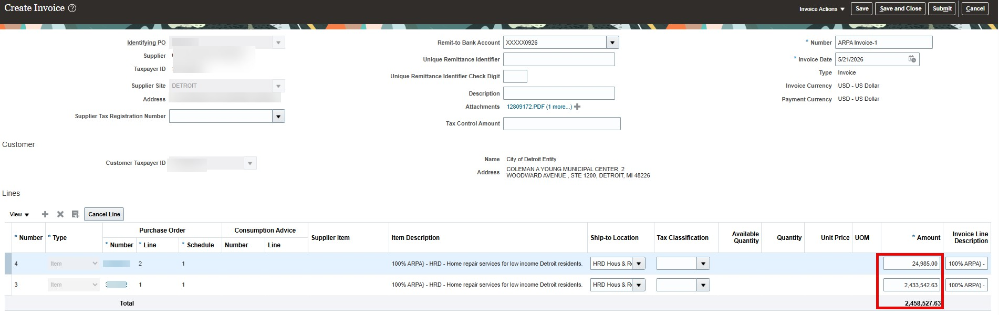 Create Invoice ?
Invoice Actions Save Save and Close Submit Cancel
Identifying PO
Supplier
Taxpayer ID
Supplier Site DETROIT
Address
Supplier Tax Registration Number
Remit-to Bank Account XXXXX0926
Unique Remittance Identifier
Unique Remittance Identifier Check Digit
Description
Attachments 12809172.PDF (1 more...)
Tax Control Amount
* Number ARPA Invoice-1
* Invoice Date 5/21/2026
Type Invoice
Invoice Currency USD - US Dollar
Payment Currency USD - US Dollar
Customer
Customer Taxpayer ID
Name City of Detroit Entity
Address COLEMAN A YOUNG MUNICIPAL CENTER, 2
WOODWARD AVENUE , STE 1200, DETROIT, MI 48226
Lines
View Cancel Line
* Number * Type Purchase Order Consumption Advice Supplier Item Item Description Ship-to Location Tax Classification Available Quantity Quantity Unit Price UOM * Amount Invoice Line Description
* Number * Line * Schedule Number Line
4 Item 2 1 100% ARPA} - HRD - Home repair services for low income Detroit residents. HRD Hous & R 24,985.00 100% ARPA} -
3 Item 1 1 100% ARPA} - HRD - Home repair services for low income Detroit residents. HRD Hous & R 2,433,542.63 100% ARPA} -
Total 2,458,527.63